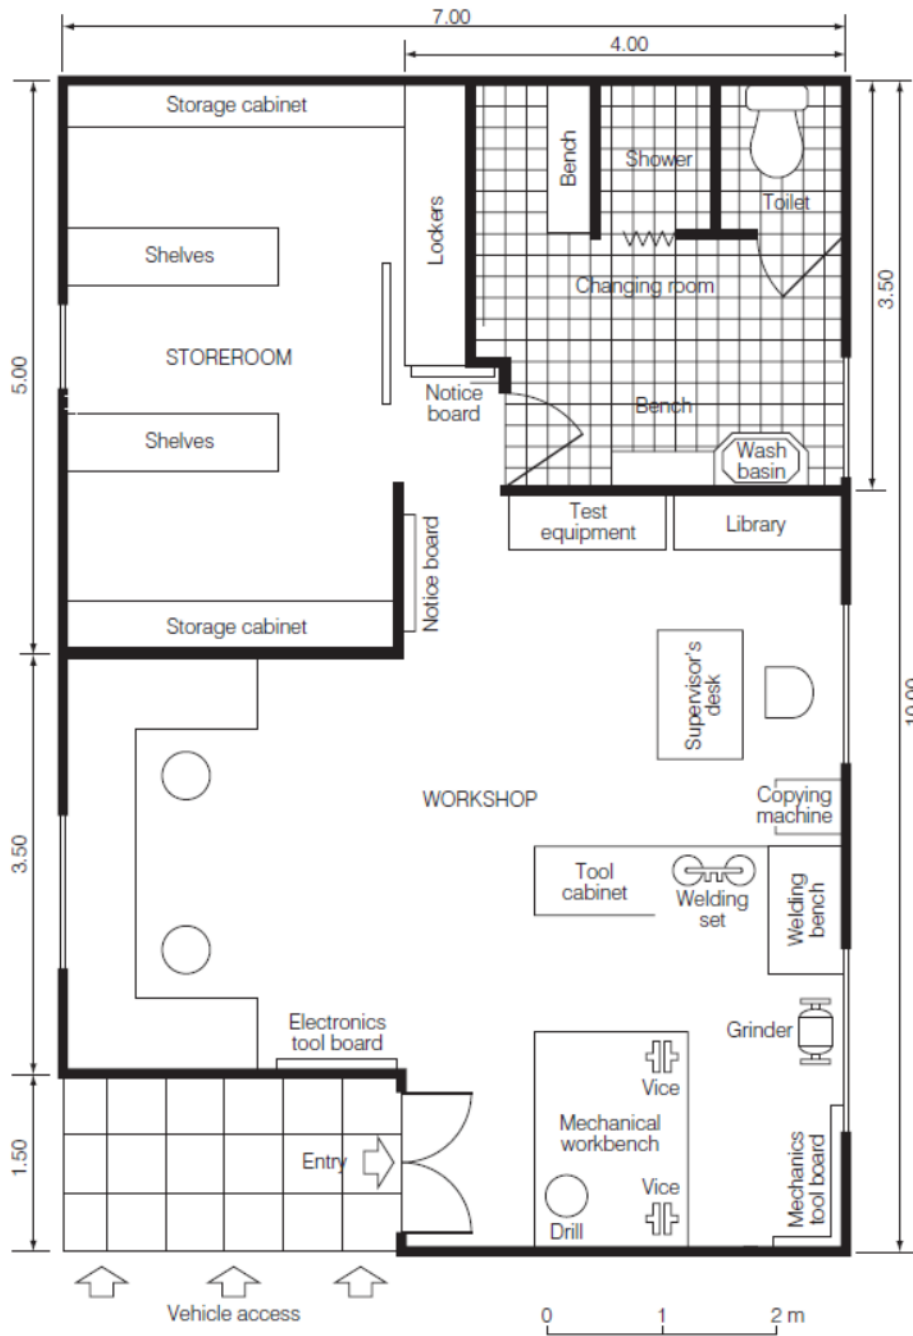 7.00
4.00
Storage cabinet
Bench
Shower
Toilet
Lockers
Shelves
Changing room
3.50
5.00
STOREROOM
Notice
board
Bench
Shelves
Wash
basin
Test
equipment
Library
Notice board
Storage cabinet
Supervisor's
desk
10.00
WORKSHOP
Copying
machine
3.50
Tool
cabinet
Welding
set
Welding
bench
Electronics
tool board
Grinder
Vice
Mechanical
workbench
1.50
Entry
Vice
Drill
Mechanics
tool board
Vehicle access
0 1 2 m